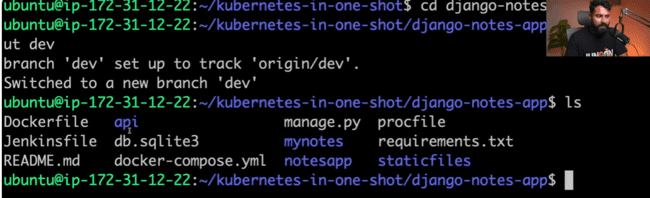 ubuntu@ip-172-31-12-22:~/kubernetes-in-one-shot$ cd django-notes
ut dev
branch 'dev' set up to track 'origin/dev'.
Switched to a new branch 'dev'
ubuntu@ip-172-31-12-22:~/kubernetes-in-one-shot/django-notes-app$ ls
Dockerfile api manage.py procfile
Jenkinsfile db.sqlite3 mynotes requirements.txt
README.md docker-compose.yml notesapp staticfiles
ubuntu@ip-172-31-12-22:~/kubernetes-in-one-shot/django-notes-app$